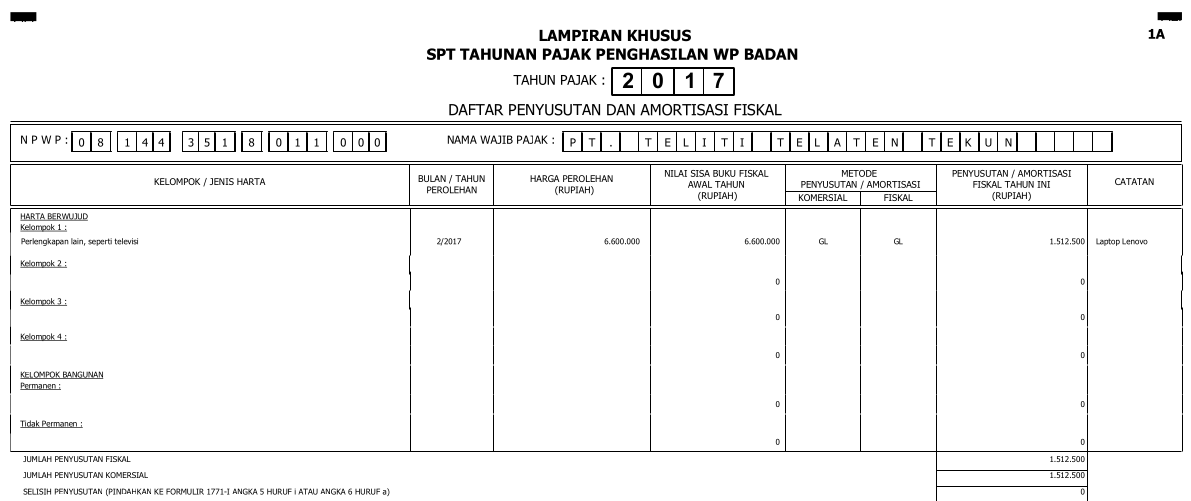 LAMPIRAN KHUSUS
1A
SPT TAHUNAN PAJAK PENGHASILAN WP BADAN
TAHUN PAJAK : 2 0 1 7
DAFTAR PENYUSUTAN DAN AMORTISASI FISKAL
N P W P : 0 8 1 4 4 3 5 1 8 0 1 1 0 0 0 NAMA WAJIB PAJAK : P T . T E L I T I T E L A T E N T E K U N
KELOMPOK / JENIS HARTA
BULAN / TAHUN
PEROLEHAN
HARGA PEROLEHAN
(RUPIAH)
NILAI SISA BUKU FISKAL
AWAL TAHUN
(RUPIAH)
METODE
PENYUSUTAN / AMORTISASI
KOMERSIAL FISKAL
PENYUSUTAN / AMORTISASI
FISKAL TAHUN INI
(RUPIAH)
CATATAN
HARTA BERWUJUD
Kelompok 1 :
Perlengkapan lain, seperti televisi 2/2017 6.600.000 6.600.000 GL GL 1.512.500 Laptop Lenovo
Kelompok 2 :
0 0
Kelompok 3 :
0 0
Kelompok 4 :
0 0
KELOMPOK BANGUNAN
Permanen :
0 0
Tidak Permanen :
0 0
JUMLAH PENYUSUTAN FISKAL 1.512.500
JUMLAH PENYUSUTAN KOMERSIAL 1.512.500
SELISIH PENYUSUTAN (PINDAHKAN KE FORMULIR 1771-I ANGKA 5 HURUF i ATAU ANGKA 6 HURUF a) 0